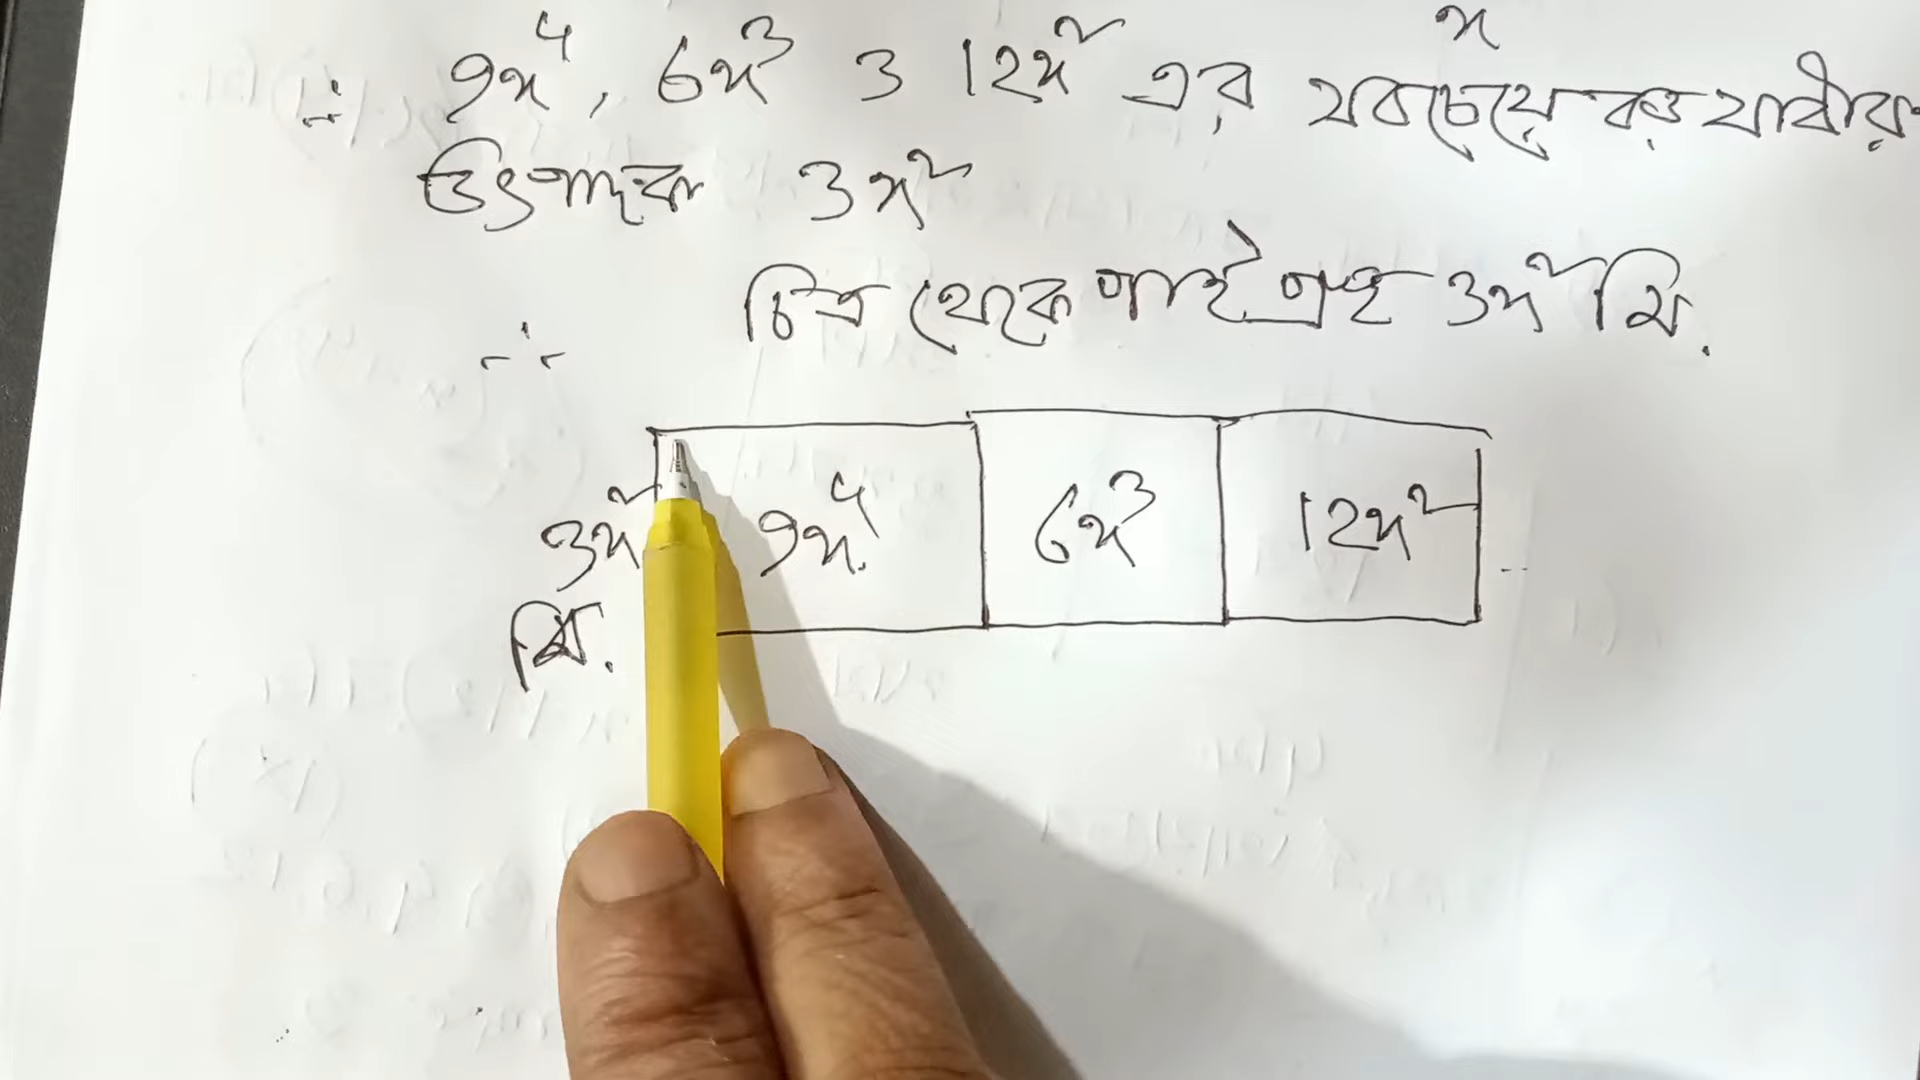 x
∴ 9x⁴, 6x³ ও 12x² এর সবচেয়ে বড় সাধারণ
উৎপাদক 3x²
∴ চিত্র থেকে পাই প্রস্থ 3x² মি.
3x² মি. 9x⁴ 6x³ 12x²